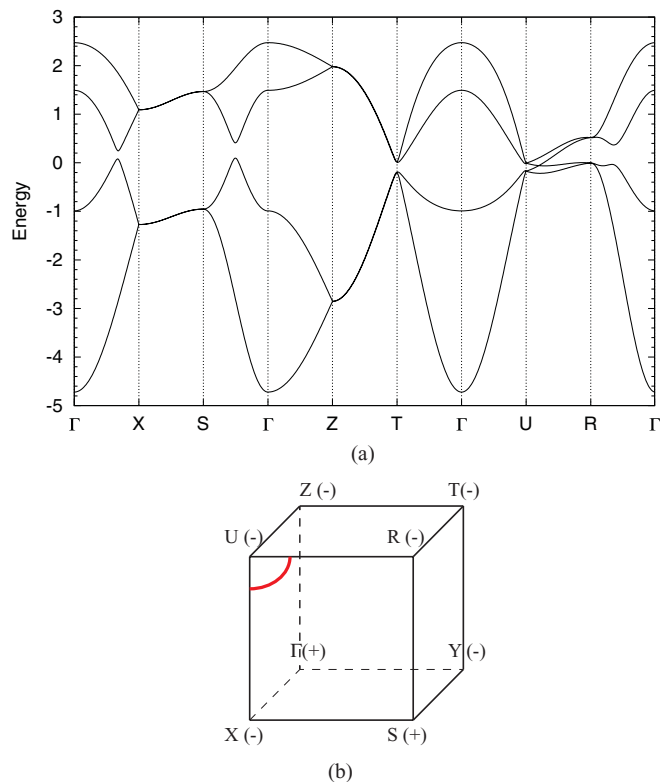 3
2
1
0
-1
-2
-3
-4
-5
Energy
Γ X S Γ Z T Γ U R Γ
(a)
Z (-) T(-)
U (-) R (-)
Γ(+) Y (-)
X (-) S (+)
(b)